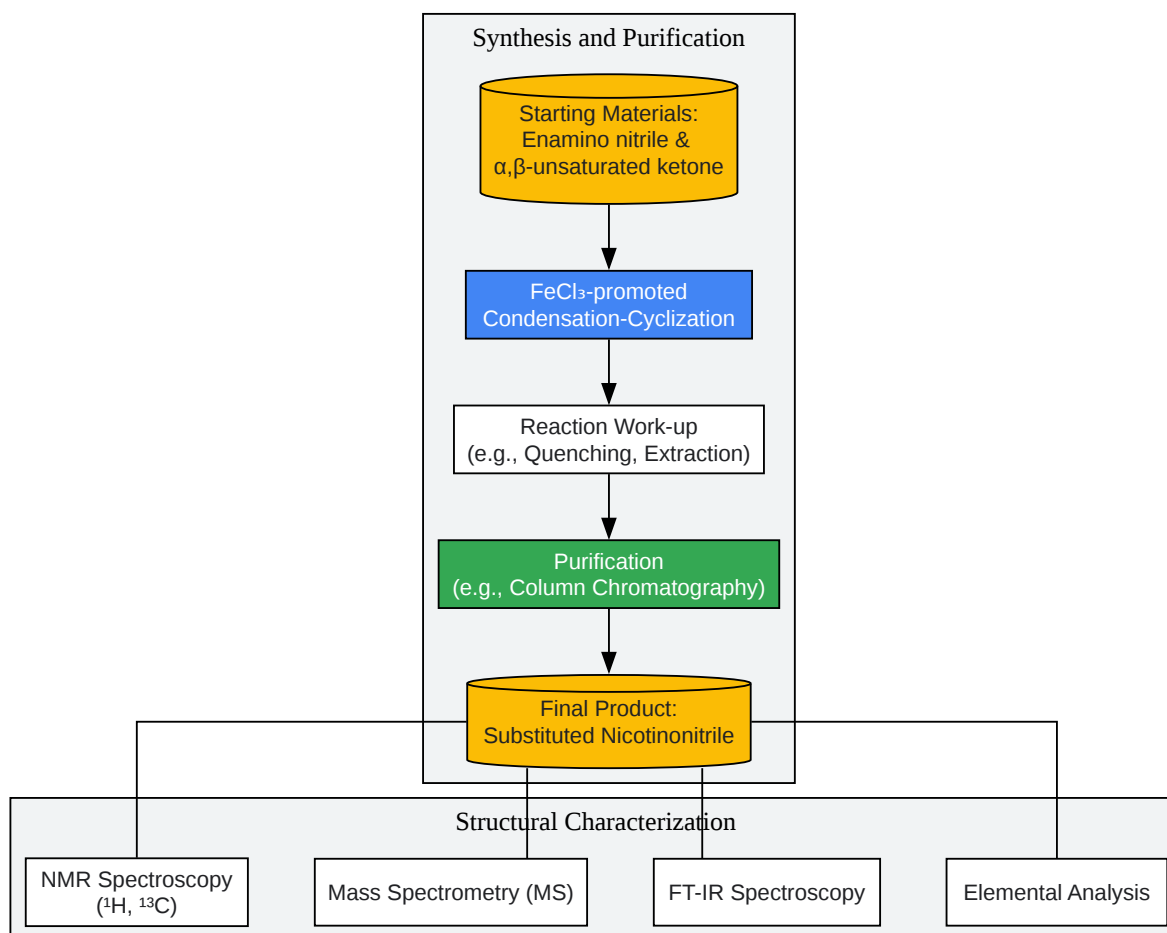 Synthesis and Purification
Starting Materials:
Enamino nitrile &
α,β-unsaturated ketone
FeCl₃-promoted
Condensation-Cyclization
Reaction Work-up
(e.g., Quenching, Extraction)
Purification
(e.g., Column Chromatography)
Final Product:
Substituted Nicotinonitrile
Structural Characterization
NMR Spectroscopy
(¹H, ¹³C)
Mass Spectrometry (MS)
FT-IR Spectroscopy
Elemental Analysis